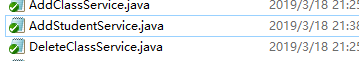 AddClassService.java 2019/3/18 21:25
AddStudentService.java 2019/3/18 21:38
DeleteClassService.java 2019/3/18 21:25